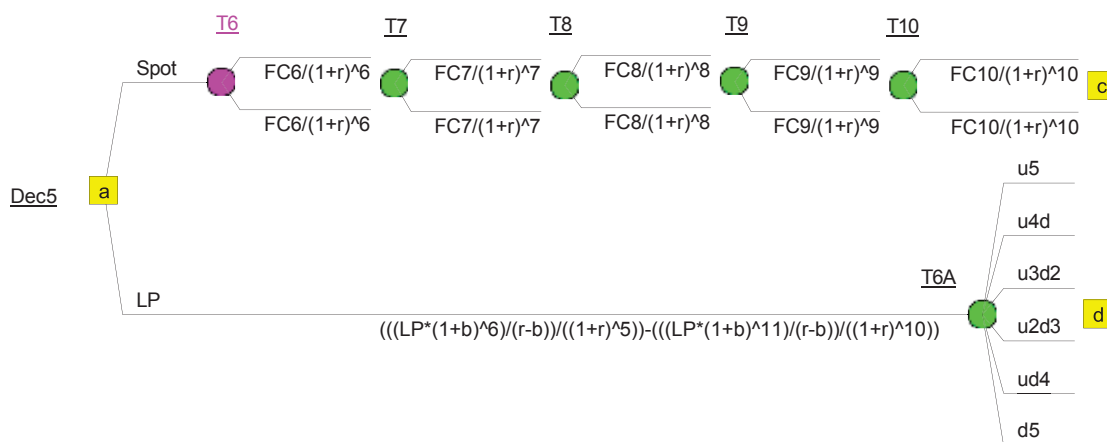 T6 T7 T8 T9 T10
Spot FC6/(1+r)^6 FC7/(1+r)^7 FC8/(1+r)^8 FC9/(1+r)^9 FC10/(1+r)^10 c
FC6/(1+r)^6 FC7/(1+r)^7 FC8/(1+r)^8 FC9/(1+r)^9 FC10/(1+r)^10
Dec5 a
u5
u4d
T6A
u3d2
LP
(((LP*(1+b)^6)/(r-b))/((1+r)^5))-(((LP*(1+b)^11)/(r-b))/((1+r)^10))
d
u2d3
ud4
d5